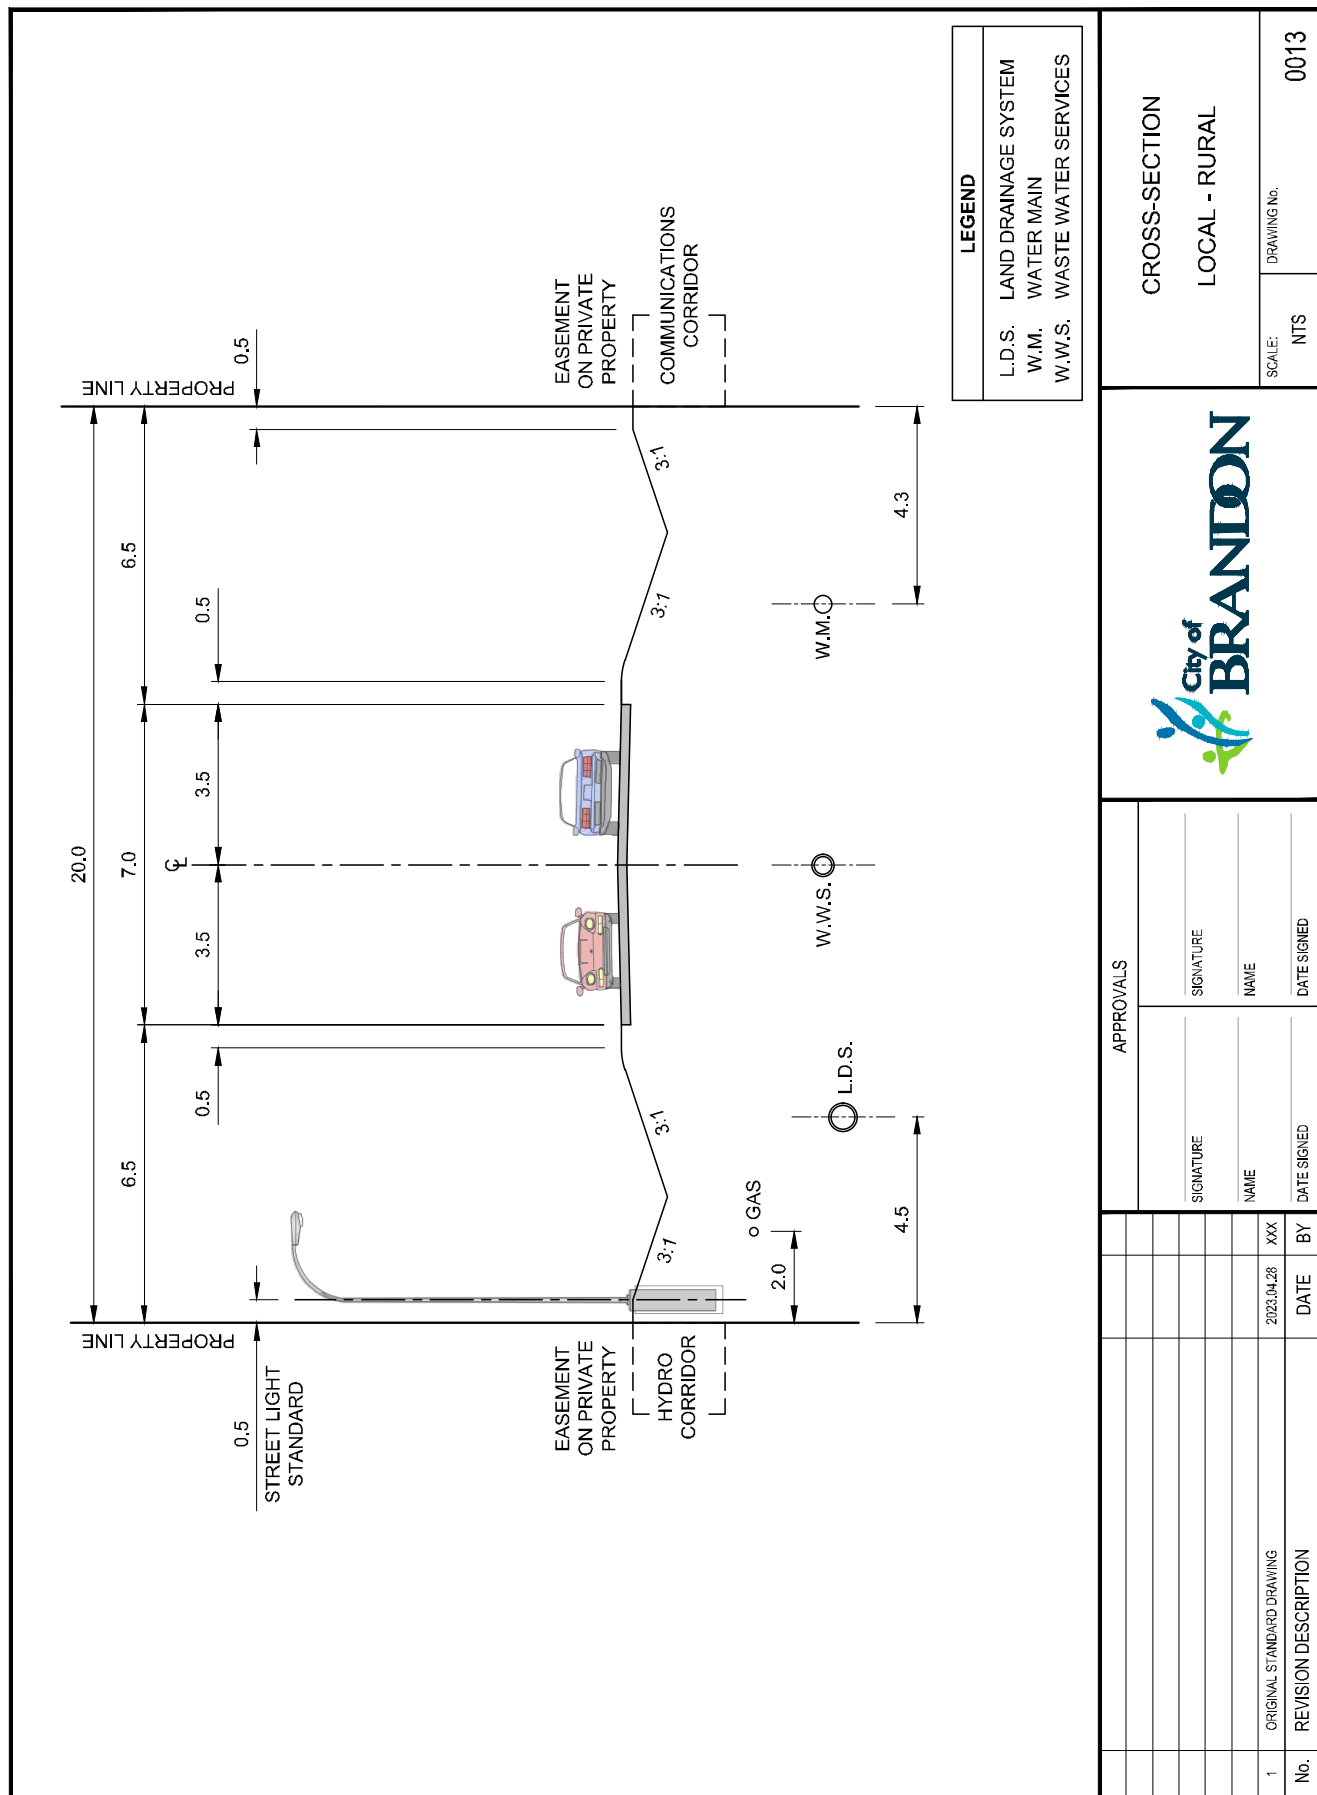 20.0
6.5
7.0
6.5
0.5
3.5
3.5
0.5
0.5
0.5
℄
PROPERTY LINE
PROPERTY LINE
STREET LIGHT
STANDARD
EASEMENT
ON PRIVATE
PROPERTY
HYDRO
CORRIDOR
EASEMENT
ON PRIVATE
PROPERTY
COMMUNICATIONS
CORRIDOR
3:1
3:1
3:1
3:1
GAS
2.0
L.D.S.
W.W.S.
W.M.
4.5
4.3
LEGEND
L.D.S. LAND DRAINAGE SYSTEM
W.M. WATER MAIN
W.W.S. WASTE WATER SERVICES
1 ORIGINAL STANDARD DRAWING 2023.04.28 XXX
No. REVISION DESCRIPTION DATE BY
APPROVALS
SIGNATURE SIGNATURE
NAME NAME
DATE SIGNED DATE SIGNED
City of
BRANDON
CROSS-SECTION
LOCAL - RURAL
SCALE: NTS
DRAWING No. 0013